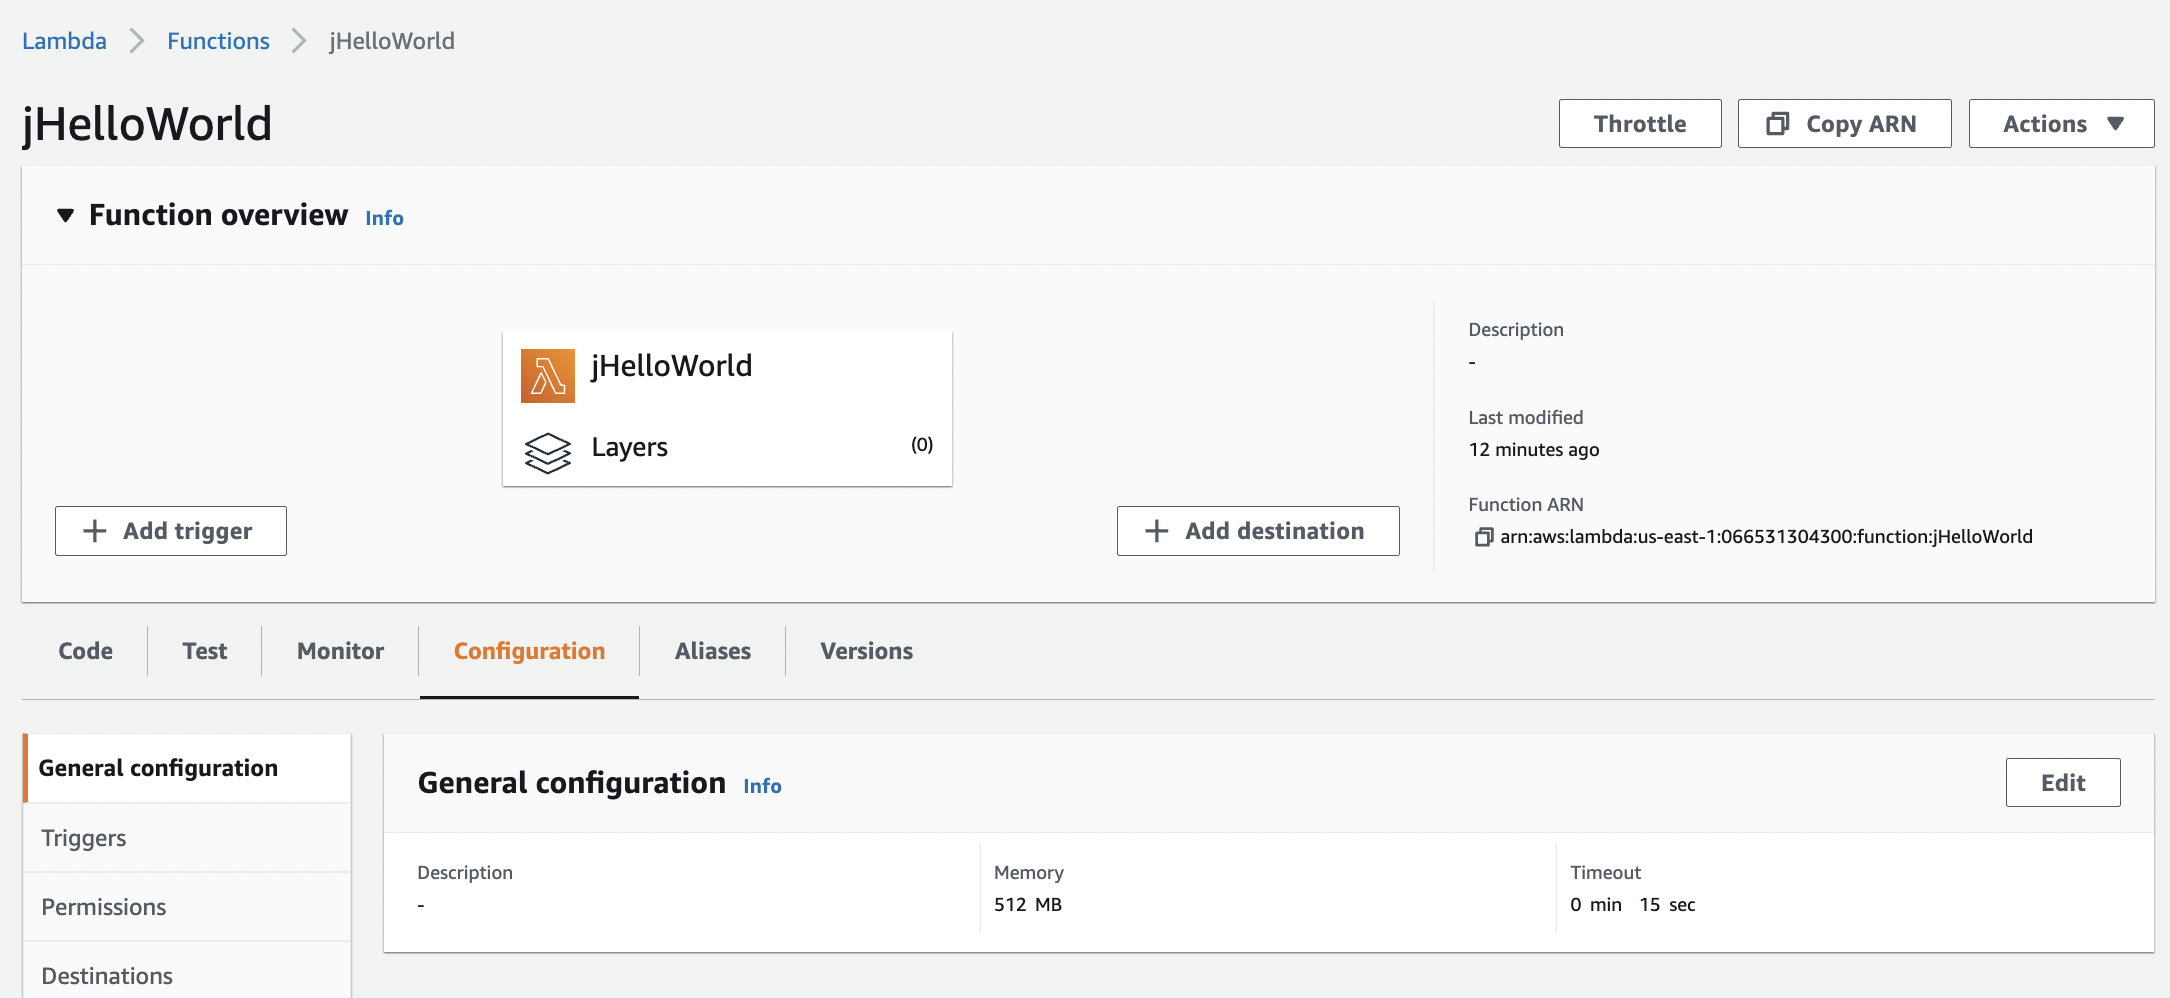 Lambda > Functions > jHelloWorld
jHelloWorld
Throttle
Copy ARN
Actions
Function overview Info
jHelloWorld
Layers (0)
+ Add trigger
+ Add destination
Description
-
Last modified
12 minutes ago
Function ARN
arn:aws:lambda:us-east-1:066531304300:function:jHelloWorld
Code Test Monitor Configuration Aliases Versions
General configuration
Triggers
Permissions
Destinations
General configuration Info
Edit
Description
-
Memory
512 MB
Timeout
0 min 15 sec